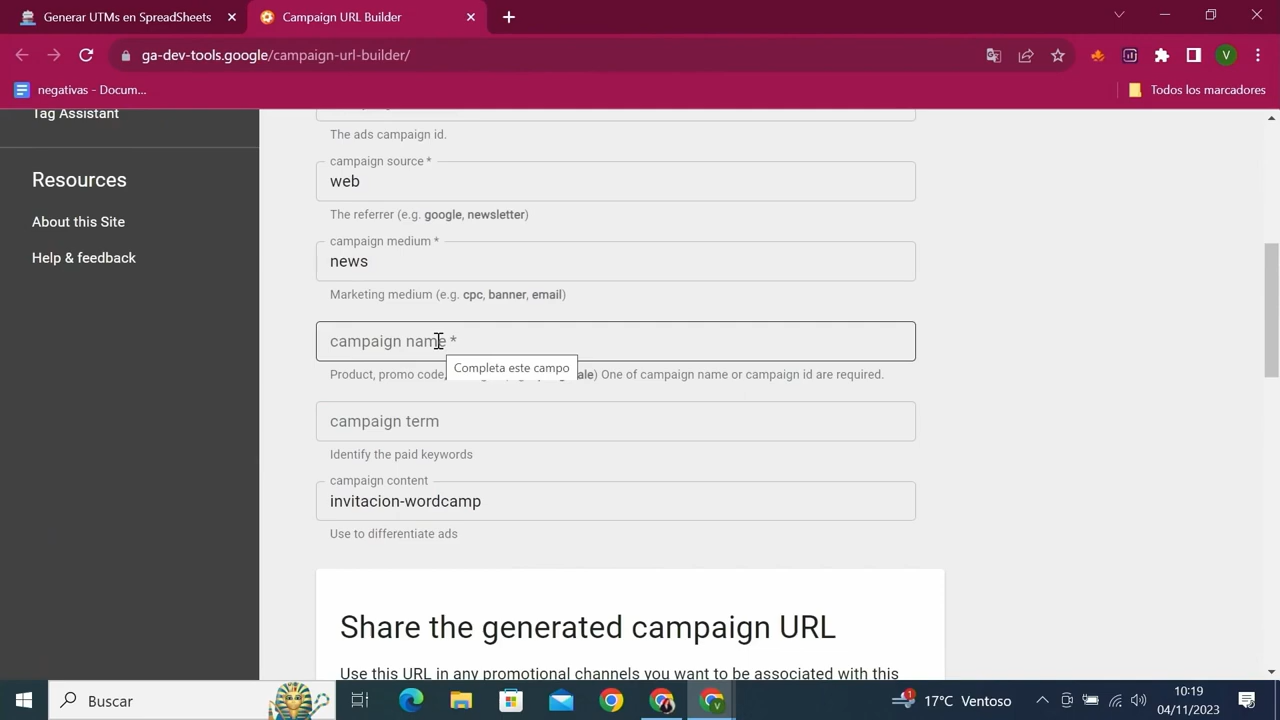 Generar UTMs en SpreadSheets
Campaign URL Builder
ga-dev-tools.google/campaign-url-builder/
V
negativas - Docum...
Todos los marcadores
Tag Assistant
Resources
About this Site
Help & feedback
The ads campaign id.
campaign source *
web
The referrer (e.g. google, newsletter)
campaign medium *
news
Marketing medium (e.g. cpc, banner, email)
campaign name *
Completa este campo
Product, promo code, ale) One of campaign name or campaign id are required.
campaign term
Identify the paid keywords
campaign content
invitacion-wordcamp
Use to differentiate ads
Share the generated campaign URL
Use this URL in any promotional channels you want to be associated with this
Buscar
1
17°C Ventoso
10:19
04/11/2023